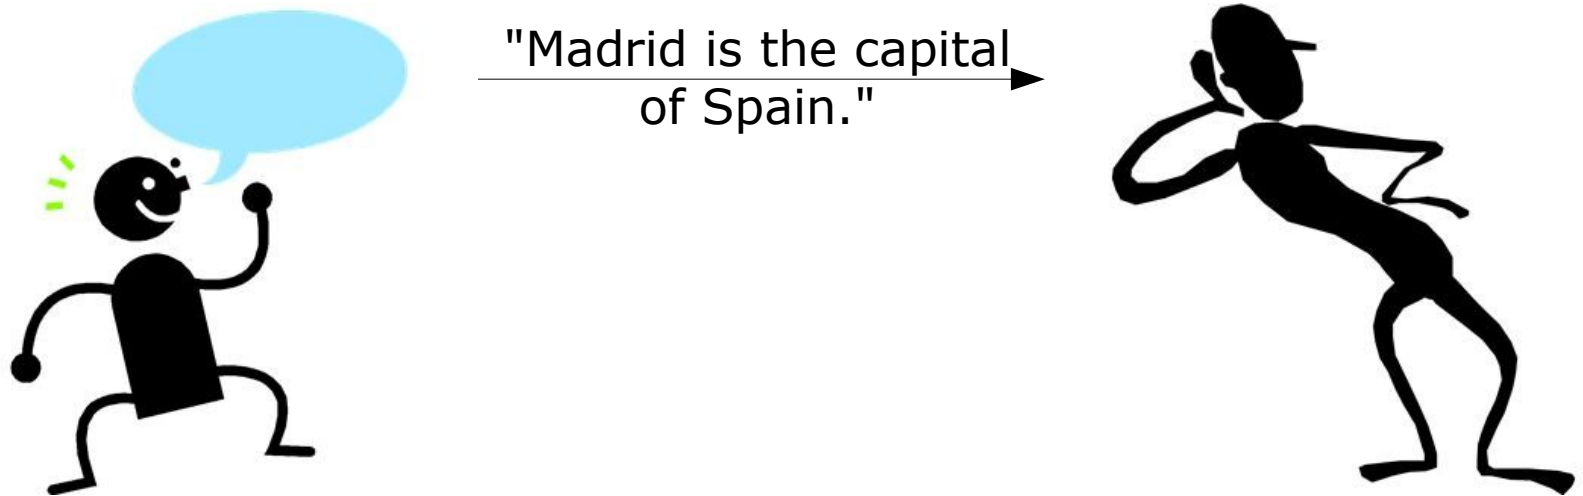 "Madrid is the capital
of Spain."